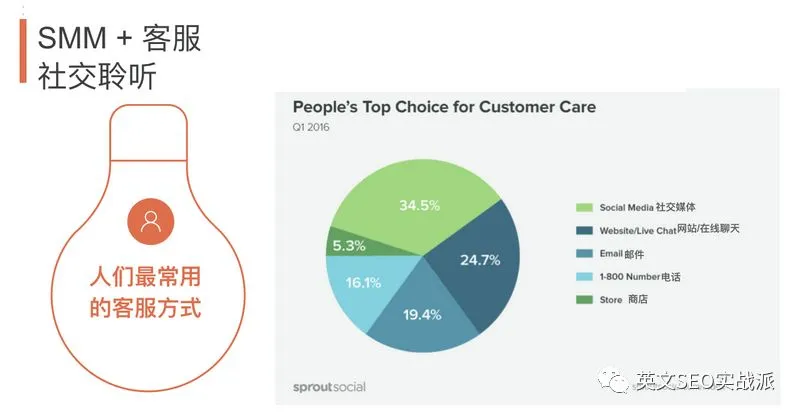 SMM + 客服
社交聆听
人们最常用
的客服方式
People's Top Choice for Customer Care
Q1 2016
34.5%
24.7%
19.4%
16.1%
5.3%
Social Media 社交媒体
Website/Live Chat 网站/在线聊天
Email 邮件
1-800 Number 电话
Store 商店
sproutsocial
英文SEO实战派